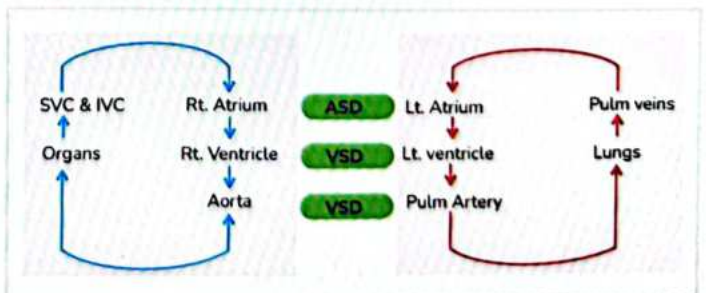 SVC & IVC Rt. Atrium ASD Lt. Atrium Pulm veins
Organs Rt. Ventricle VSD Lt. ventricle Lungs
Aorta VSD Pulm Artery